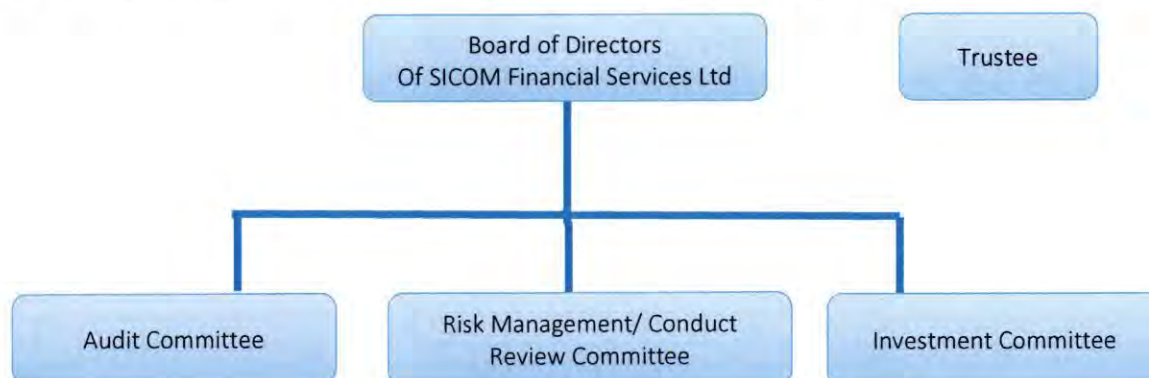 Board of Directors
Of SICOM Financial Services Ltd
Trustee
Audit Committee
Risk Management/ Conduct
Review Committee
Investment Committee